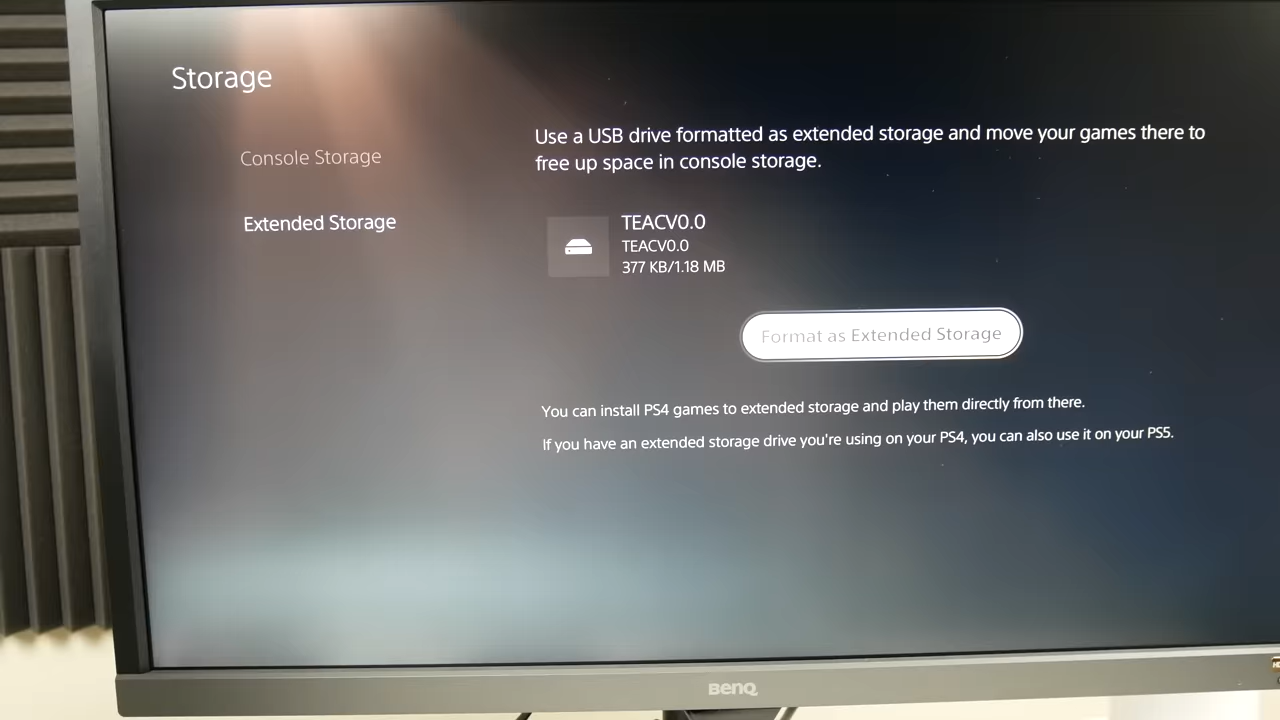 Storage
Console Storage
Extended Storage
Use a USB drive formatted as extended storage and move your games there to
free up space in console storage.
TEACV0.0
TEACV0.0
377 KB/1.18 MB
Format as Extended Storage
You can install PS4 games to extended storage and play them directly from there.
If you have an extended storage drive you're using on your PS4, you can also use it on your PS5.
BenQ